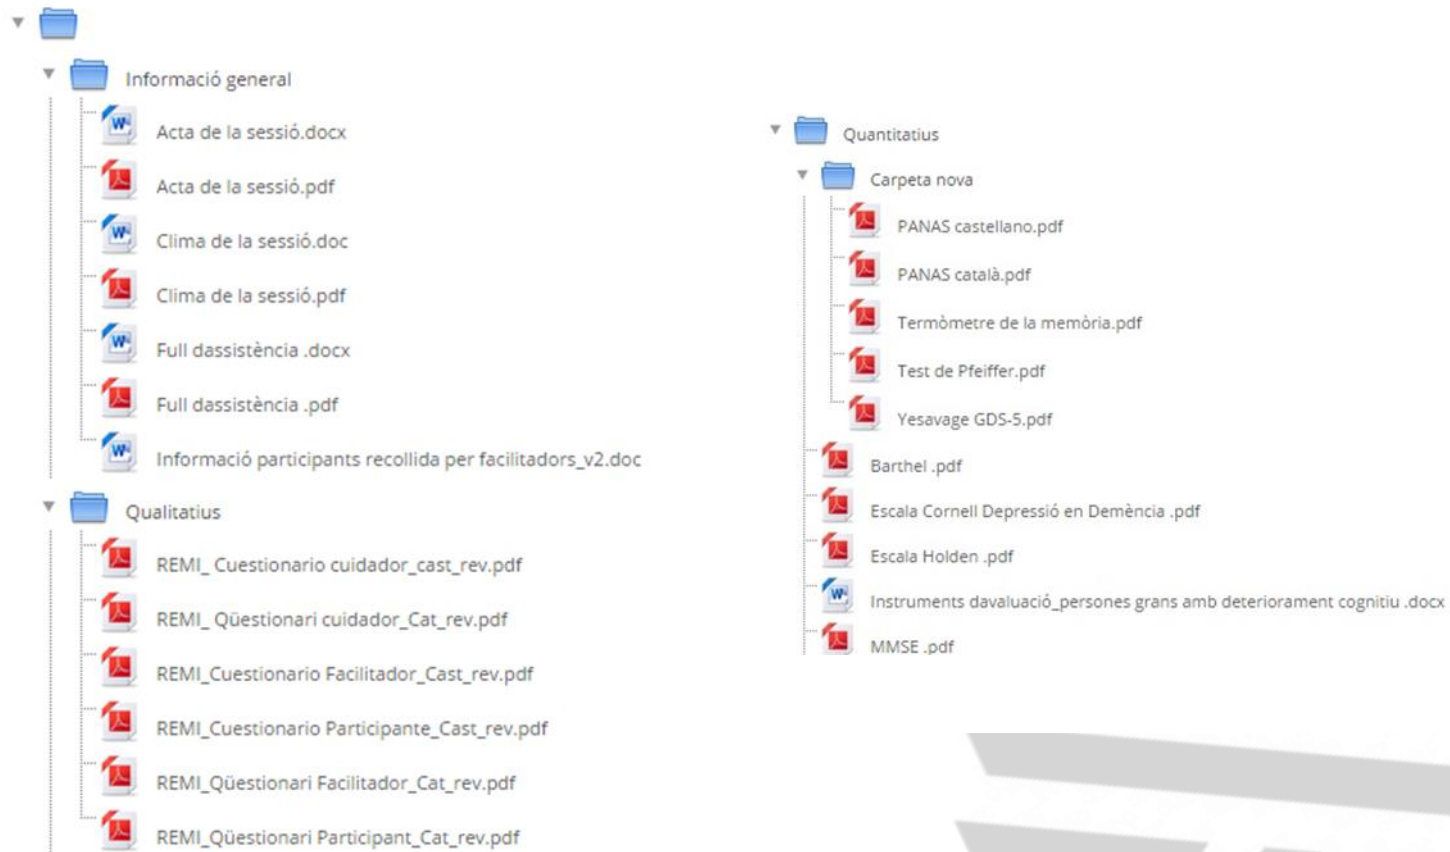 Informació general
Acta de la sessió.docx
Acta de la sessió.pdf
Clima de la sessió.doc
Clima de la sessió.pdf
Full dassistència .docx
Full dassistència .pdf
Informació participants recollida per facilitadors_v2.doc
Qualitatius
REMI_ Cuestionario cuidador_cast_rev.pdf
REMI_ Qüestionari cuidador_Cat_rev.pdf
REMI_Cuestionario Facilitador_Cast_rev.pdf
REMI_Cuestionario Participante_Cast_rev.pdf
REMI_Qüestionari Facilitador_Cat_rev.pdf
REMI_Qüestionari Participant_Cat_rev.pdf
Quantitatius
Carpeta nova
PANAS castellano.pdf
PANAS català.pdf
Termòmetre de la memòria.pdf
Test de Pfeiffer.pdf
Yesavage GDS-5.pdf
Barthel .pdf
Escala Cornell Depressió en Demència .pdf
Escala Holden .pdf
Instruments davaluació_persones grans amb deteriorament cognitiu .docx
MMSE .pdf